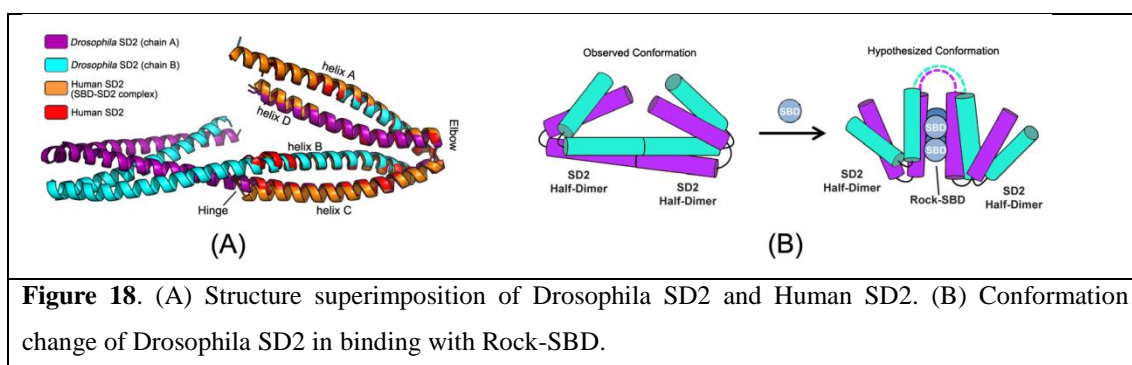 Drosophila SD2 (chain A)
Drosophila SD2 (chain B)
Human SD2
(SBD-SD2 complex)
Human SD2
helix A
helix D
Elbow
helix B
helix C
Hinge
(A)
Observed Conformation
SD2
Half-Dimer
SD2
Half-Dimer
SBD
Hypothesized Conformation
SBD
SBD
SD2
Half-Dimer
Rock-SBD
SD2
Half-Dimer
(B)
Figure 18. (A) Structure superimposition of Drosophila SD2 and Human SD2. (B) Conformation
change of Drosophila SD2 in binding with Rock-SBD.